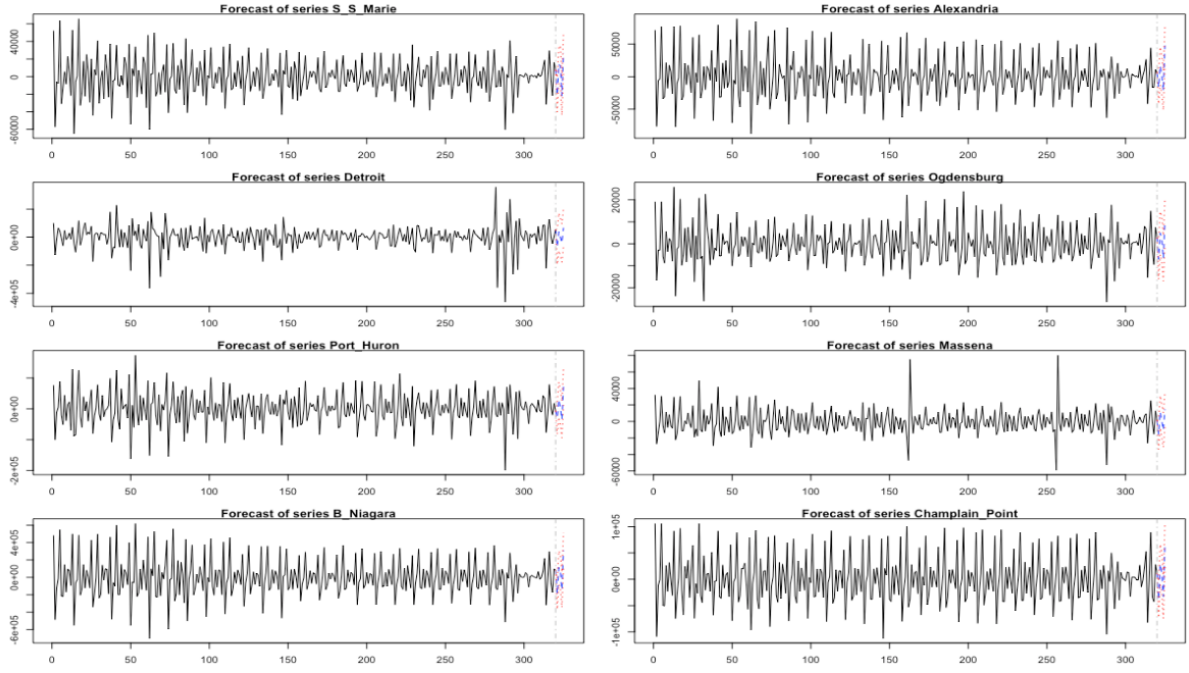 Forecast of series S_S_Marie
40000
0
-60000
0 50 100 150 200 250 300
Forecast of series Alexandria
50000
0
-50000
0 50 100 150 200 250 300
Forecast of series Detroit
0e+00
-4e+05
0 50 100 150 200 250 300
Forecast of series Ogdensburg
20000
0
-20000
0 50 100 150 200 250 300
Forecast of series Port_Huron
0e+00
-2e+05
0 50 100 150 200 250 300
Forecast of series Massena
40000
0
-60000
0 50 100 150 200 250 300
Forecast of series B_Niagara
4e+05
0e+00
-6e+05
0 50 100 150 200 250 300
Forecast of series Champlain_Point
1e+05
0e+00
-1e+05
0 50 100 150 200 250 300